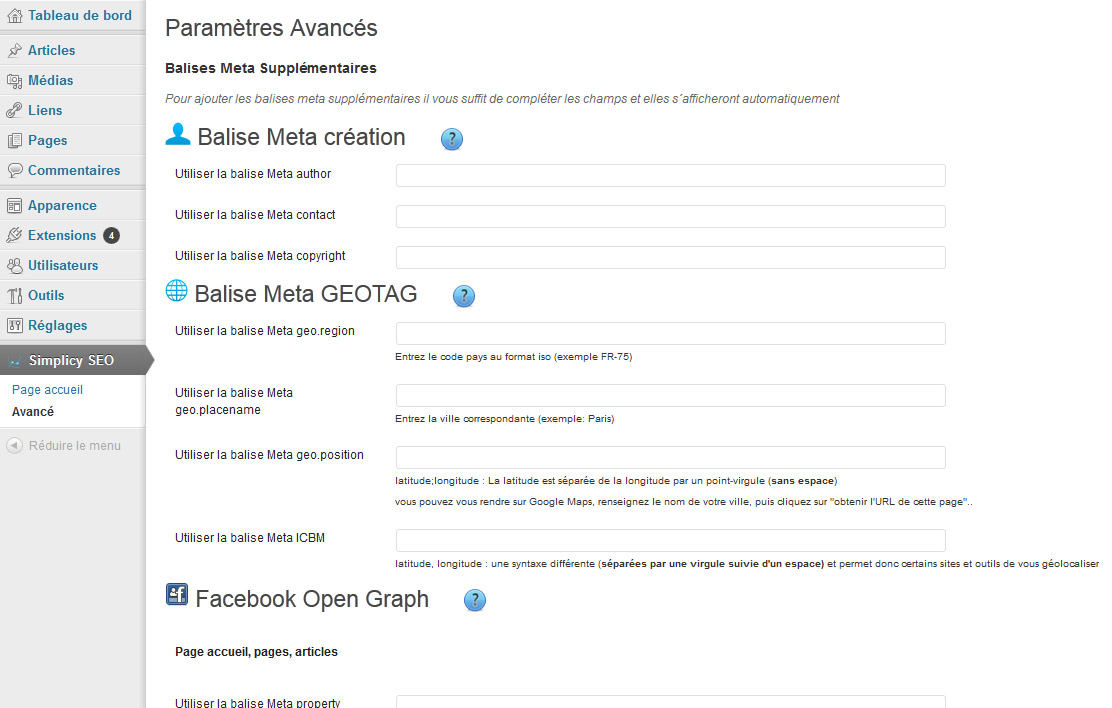 Tableau de bord
Articles
Médias
Liens
Pages
Commentaires
Apparence
Extensions 4
Utilisateurs
Outils
Réglages
Simplicy SEO
Page accueil
Avancé
Réduire le menu
Paramètres Avancés
Balises Meta Supplémentaires
Pour ajouter les balises meta supplémentaires il vous suffit de compléter les champs et elles s´afficheront automatiquement
Balise Meta création ?
Utiliser la balise Meta author
Utiliser la balise Meta contact
Utiliser la balise Meta copyright
Balise Meta GEOTAG ?
Utiliser la balise Meta geo.region
Entrez le code pays au format iso (exemple FR-75)
Utiliser la balise Meta
geo.placename
Entrez la ville correspondante (exemple: Paris)
Utiliser la balise Meta geo.position
latitude;longitude : La latitude est séparée de la longitude par un point-virgule (sans espace)
vous pouvez vous rendre sur Google Maps, renseignez le nom de votre ville, puis cliquez sur "obtenir l'URL de cette page"..
Utiliser la balise Meta ICBM
latitude, longitude : une syntaxe différente (séparées par une virgule suivie d'un espace) et permet donc certains sites et outils de vous géolocaliser
Facebook Open Graph ?
Page accueil, pages, articles
Utiliser la balise Meta property